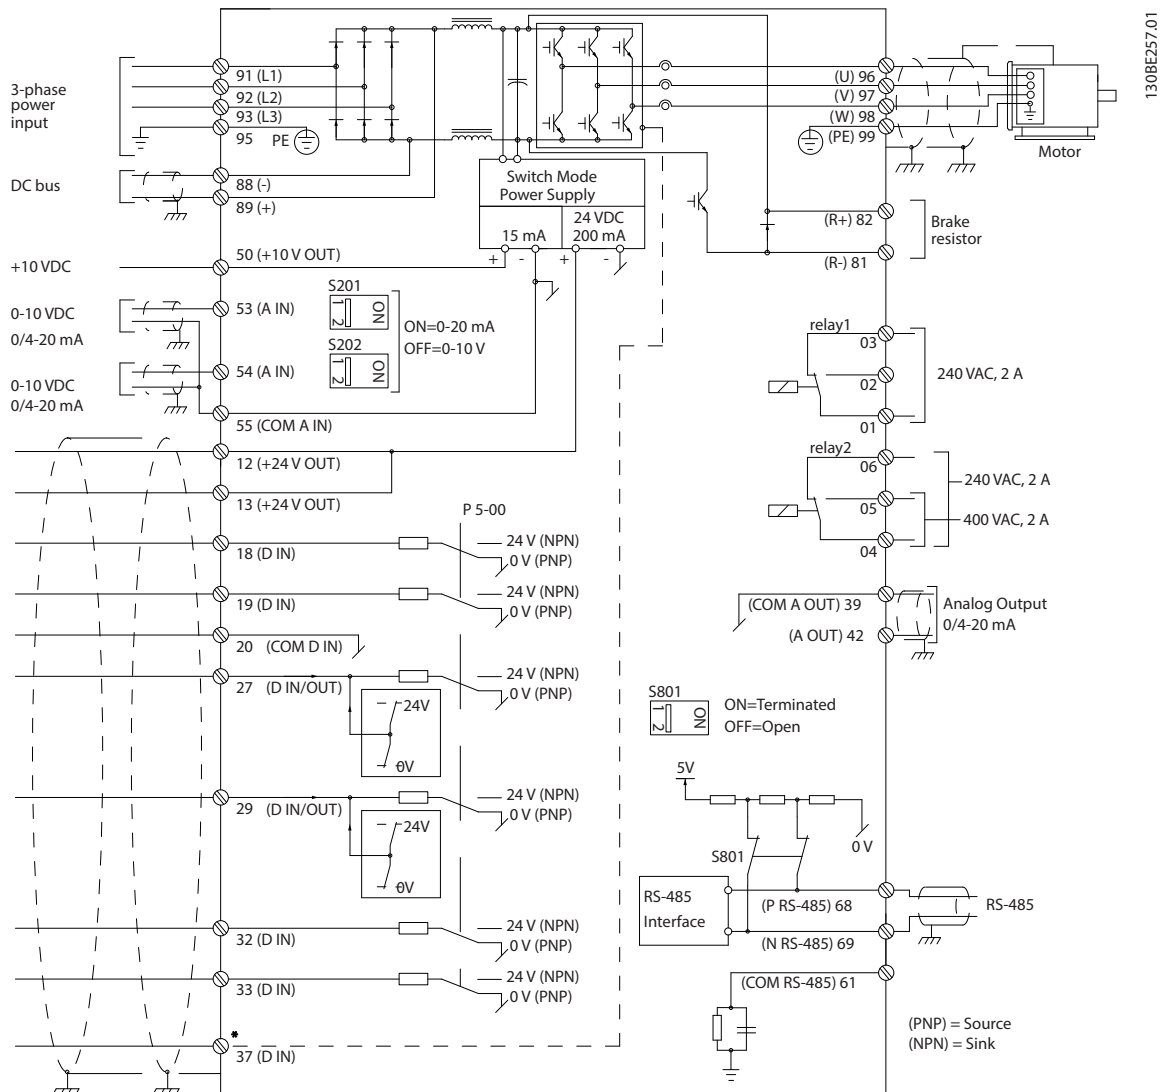 130BE257.01
3-phase
power
input
91 (L1)
92 (L2)
93 (L3)
95
PE
DC bus
88 (-)
89 (+)
+10 VDC
50 (+10 V OUT)
0-10 VDC
0/4-20 mA
53 (A IN)
0-10 VDC
0/4-20 mA
54 (A IN)
55 (COM A IN)
12 (+24 V OUT)
13 (+24 V OUT)
18 (D IN)
19 (D IN)
20 (COM D IN)
27 (D IN/OUT)
24V
0V
29 (D IN/OUT)
24V
0V
32 (D IN)
33 (D IN)
*
37 (D IN)
S201
1 2
ON
S202
1 2
ON
ON=0-20 mA
OFF=0-10 V
Switch Mode
Power Supply
15 mA
24 VDC
200 mA
+ - + -
P 5-00
24 V (NPN)
0 V (PNP)
24 V (NPN)
0 V (PNP)
24 V (NPN)
0 V (PNP)
24 V (NPN)
0 V (PNP)
24 V (NPN)
0 V (PNP)
24 V (NPN)
0 V (PNP)
(U) 96
(V) 97
(W) 98
(PE) 99
Motor
(R+) 82
(R-) 81
Brake
resistor
relay1
03
02
01
240 VAC, 2 A
relay2
06
05
04
240 VAC, 2 A
400 VAC, 2 A
(COM A OUT) 39
(A OUT) 42
Analog Output
0/4-20 mA
S801
1 2
ON
ON=Terminated
OFF=Open
5V
S801
0 V
RS-485
Interface
(P RS-485) 68
(N RS-485) 69
RS-485
(COM RS-485) 61
(PNP) = Source
(NPN) = Sink